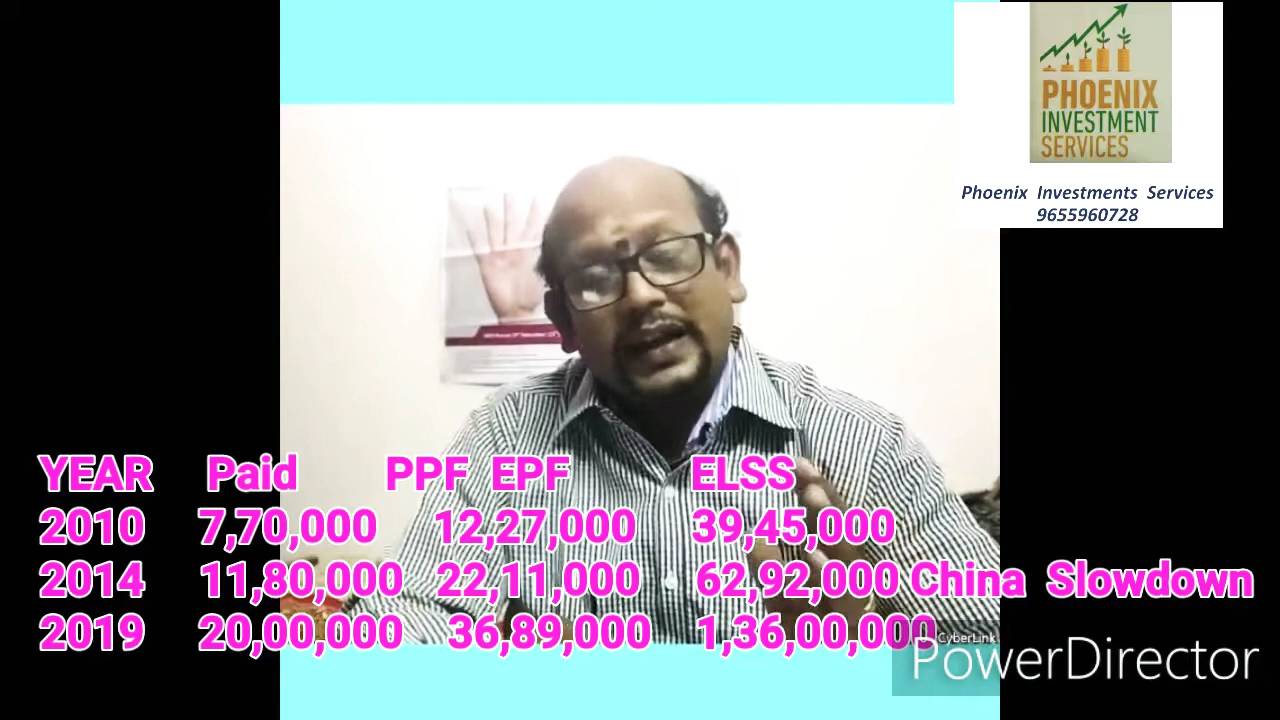 PHOENIX
INVESTMENT
SERVICES
Phoenix Investments Services
9655960728
YEAR Paid PPF EPF ELSS
2010 7,70,000 12,27,000 39,45,000
2014 11,80,000 22,11,000 62,92,000 China Slowdown
2019 20,00,000 36,89,000 1,36,00,000
CyberLink
PowerDirector